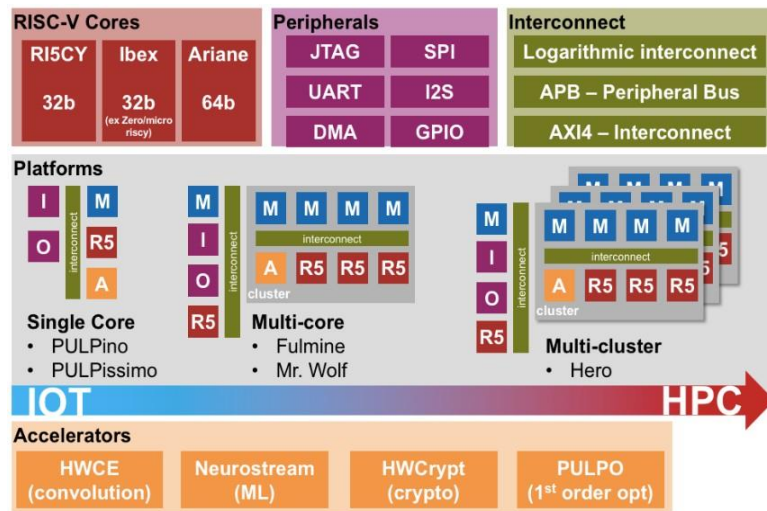 RISC-V Cores
RI5CY
32b
Ibex
32b
(ex Zero/micro
riscy)
Ariane
64b
Peripherals
JTAG
SPI
UART
I2S
DMA
GPIO
Interconnect
Logarithmic interconnect
APB – Peripheral Bus
AXI4 – Interconnect
Platforms
I
O
interconnect
M
R5
A
Single Core
• PULPino
• PULPissimo
M
I
O
R5
interconnect
M M M M
interconnect
A R5 R5 R5
cluster
Multi-core
• Fulmine
• Mr. Wolf
M
I
O
R5
interconnect
M M M M
M
M M M M
interconnect
5
5
A R5 R5 R5
cluster
Multi-cluster
• Hero
IOT
HPC
Accelerators
HWCE
(convolution)
Neurostream
(ML)
HWCrypt
(crypto)
PULPO
(1st order opt)